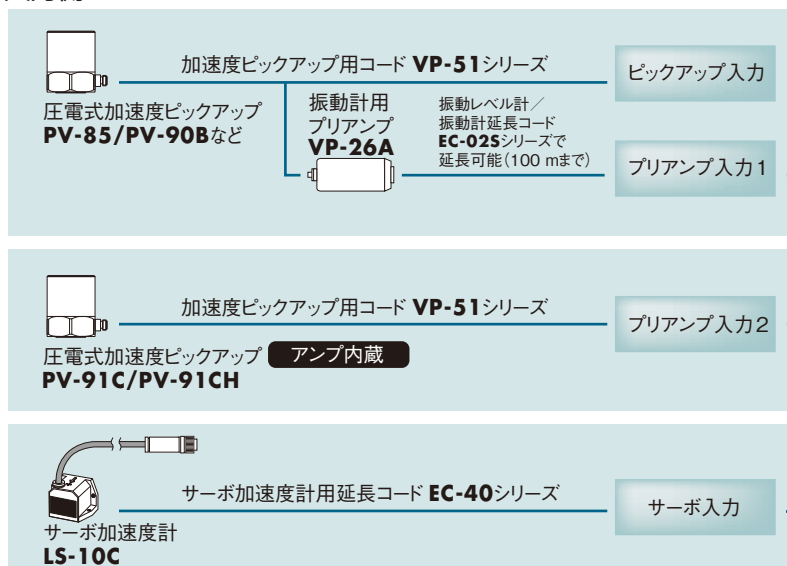 加速度ピックアップ用コード VP-51シリーズ
ピックアップ入力
圧電式加速度ピックアップ
PV-85/PV-90Bなど
振動計用
プリアンプ
VP-26A
振動レベル計／
振動計延長コード
EC-02Sシリーズで
延長可能（100 mまで）
プリアンプ入力1
加速度ピックアップ用コード VP-51シリーズ
プリアンプ入力2
圧電式加速度ピックアップ アンプ内蔵
PV-91C/PV-91CH
サーボ加速度計用延長コード EC-40シリーズ
サーボ入力
サーボ加速度計
LS-10C